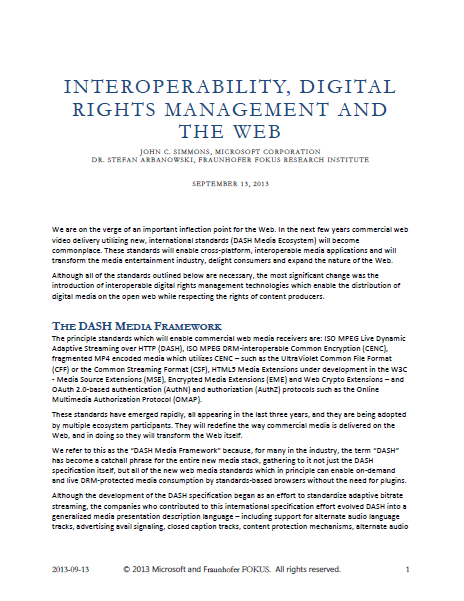 INTEROPERABILITY, DIGITAL
RIGHTS MANAGEMENT AND
THE WEB
JOHN C. SIMMONS, MICROSOFT CORPORATION
DR. STEFAN ARBANOWSKI, FRAUNHOFER FOKUS RESEARCH INSTITUTE
SEPTEMBER 13, 2013
We are on the verge of an important inflection point for the Web. In the next few years commercial web
video delivery utilizing new, international standards (DASH Media Ecosystem) will become
commonplace. These standards will enable cross-platform, interoperable media applications and will
transform the media entertainment industry, delight consumers and expand the nature of the Web.
Although all of the standards outlined below are necessary, the most significant change was the
introduction of interoperable digital rights management technologies which enable the distribution of
digital media on the open web while respecting the rights of content producers.
THE DASH MEDIA FRAMEWORK
The principle standards which will enable commercial web media receivers are: ISO MPEG Live Dynamic
Adaptive Streaming over HTTP (DASH), ISO MPEG DRM-interoperable Common Encryption (CENC),
fragmented MP4 encoded media which utilizes CENC – such as the UltraViolet Common File Format
(CFF) or the Common Streaming Format (CSF), HTML5 Media Extensions under development in the W3C
- Media Source Extensions (MSE), Encrypted Media Extensions (EME) and Web Crypto Extensions – and
OAuth 2.0-based authentication (AuthN) and authorization (AuthZ) protocols such as the Online
Multimedia Authorization Protocol (OMAP).
These standards have emerged rapidly, all appearing in the last three years, and they are being adopted
by multiple ecosystem participants. They will redefine the way commercial media is delivered on the
Web, and in doing so they will transform the Web itself.
We refer to this as the “DASH Media Framework” because, for many in the industry, the term “DASH”
has become a catchall phrase for the entire new media stack, gathering to it not just the DASH
specification itself, but all of the new web media standards which in principle can enable on-demand
and live DRM-protected media consumption by standards-based browsers without the need for plugins.
Although the development of the DASH specification began as an effort to standardize adaptive bitrate
streaming, the companies who contributed to this international specification effort evolved DASH into a
generalized media presentation description language – including support for alternate audio language
tracks, advertising avail signaling, closed caption tracks, content protection mechanisms, alternate audio
2013-09-13 © 2013 Microsoft and Fraunhofer FOKUS. All rights reserved. 1